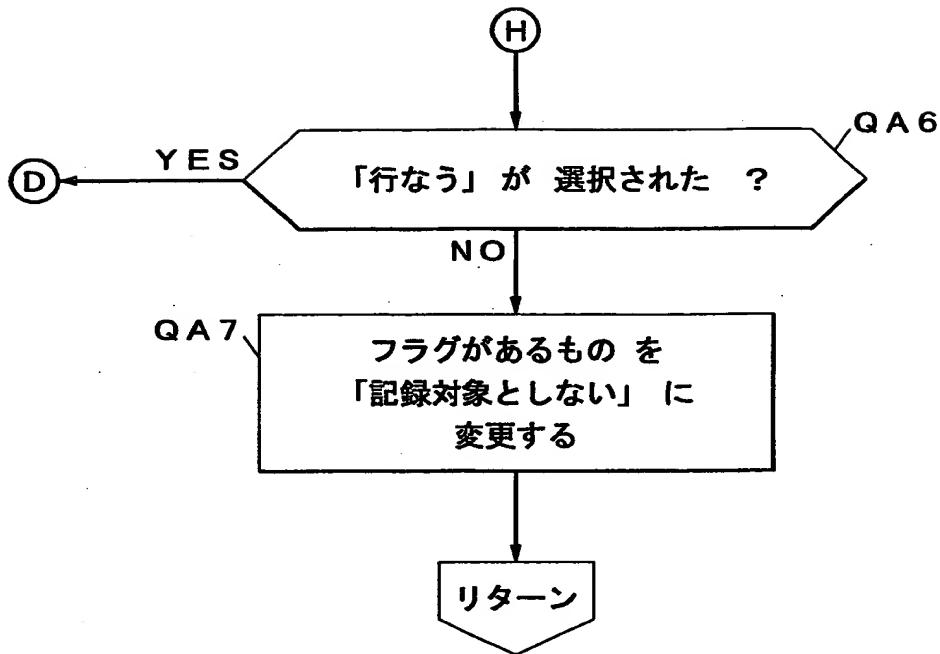 H
QA6
YES
D
「行なう」が 選択された ?
NO
QA7
フラグがあるもの を
「記録対象としない」 に
変更する
リターン